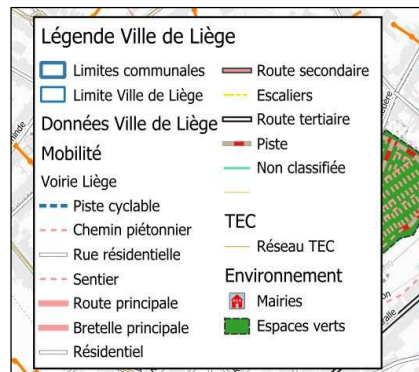 Légende Ville de Liège
Limites communales
Limite Ville de Liège
Données Ville de Liège
Mobilité
Voirie Liège
Piste cyclable
Chemin piétonnier
Rue résidentielle
Sentier
Route principale
Bretelle principale
Résidentiel
Route secondaire
Escaliers
Route tertiaire
Piste
Non classifiée
TEC
Réseau TEC
Environnement
Mairies
Espaces verts